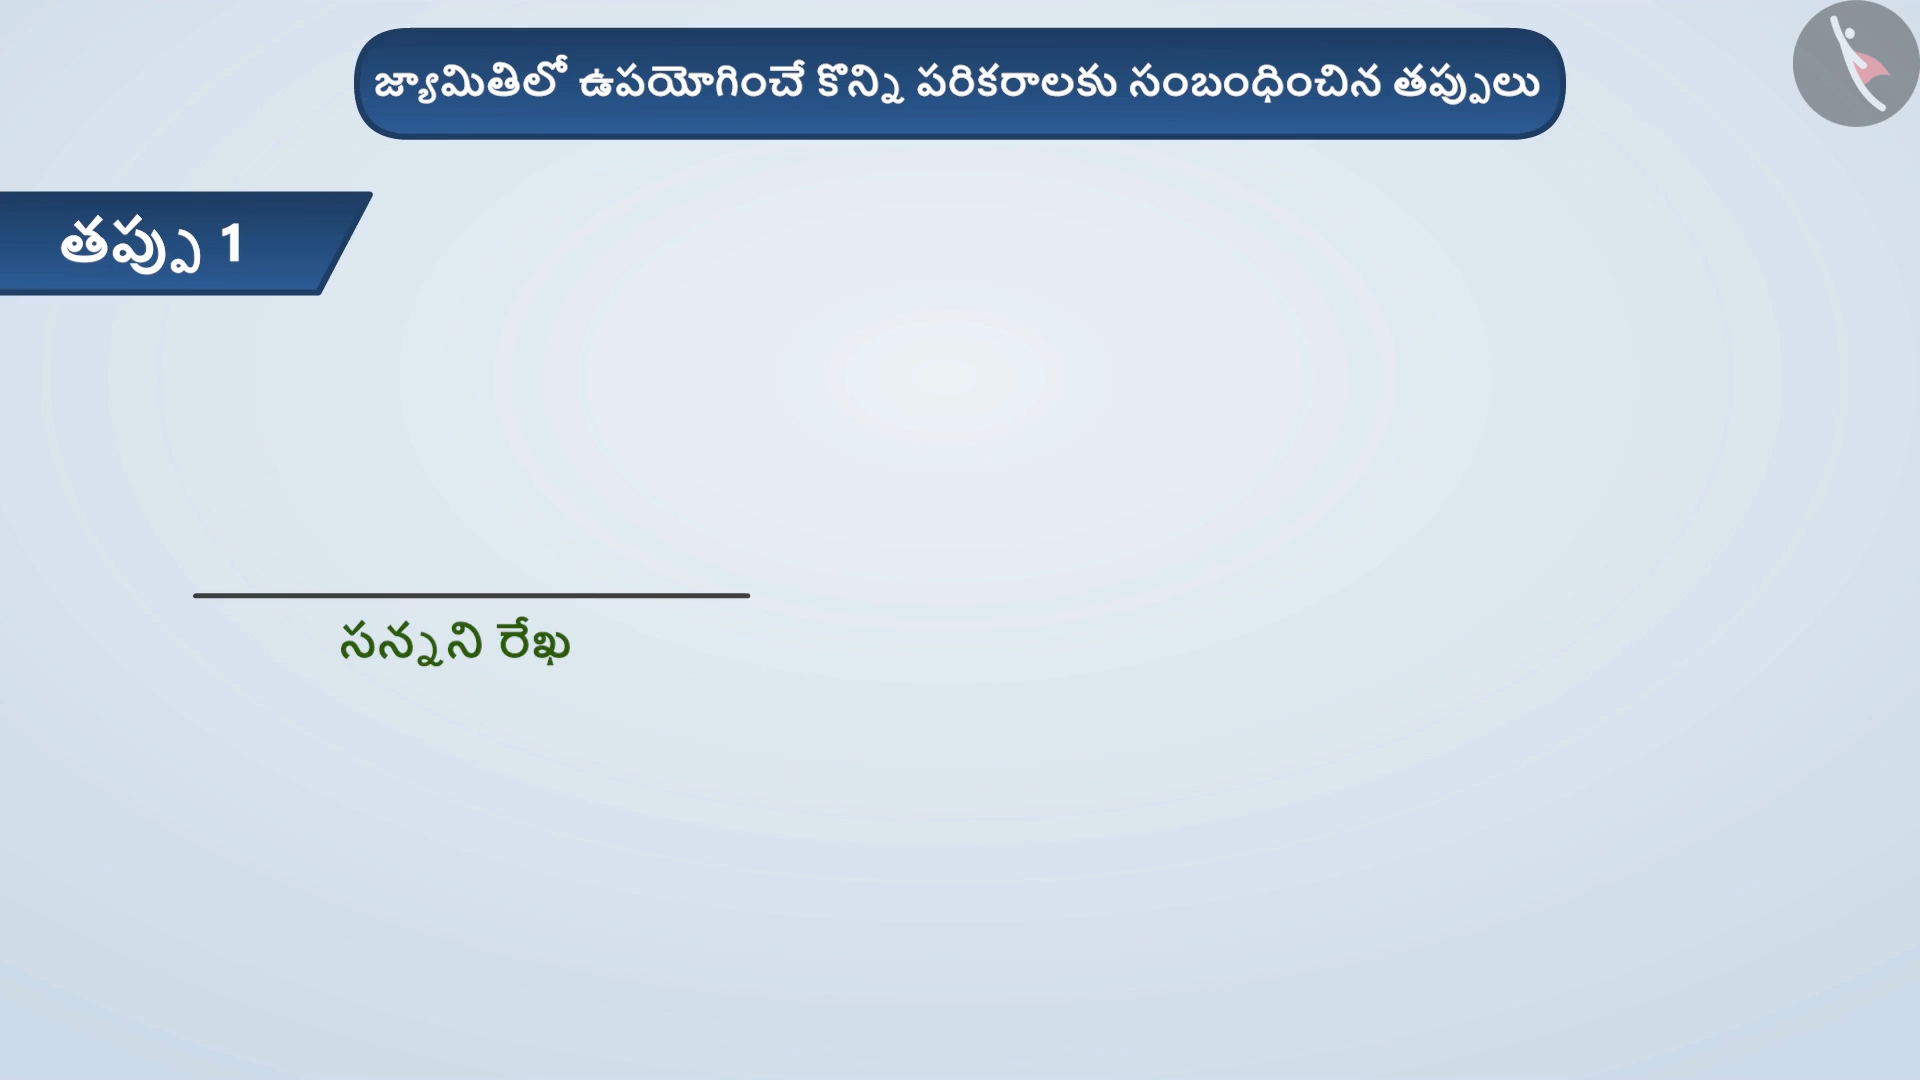 జ్యామితిలో ఉపయోగించే కొన్ని పరికరాలకు సంబంధించిన తప్పులు
తప్పు 1
సన్నని రేఖ